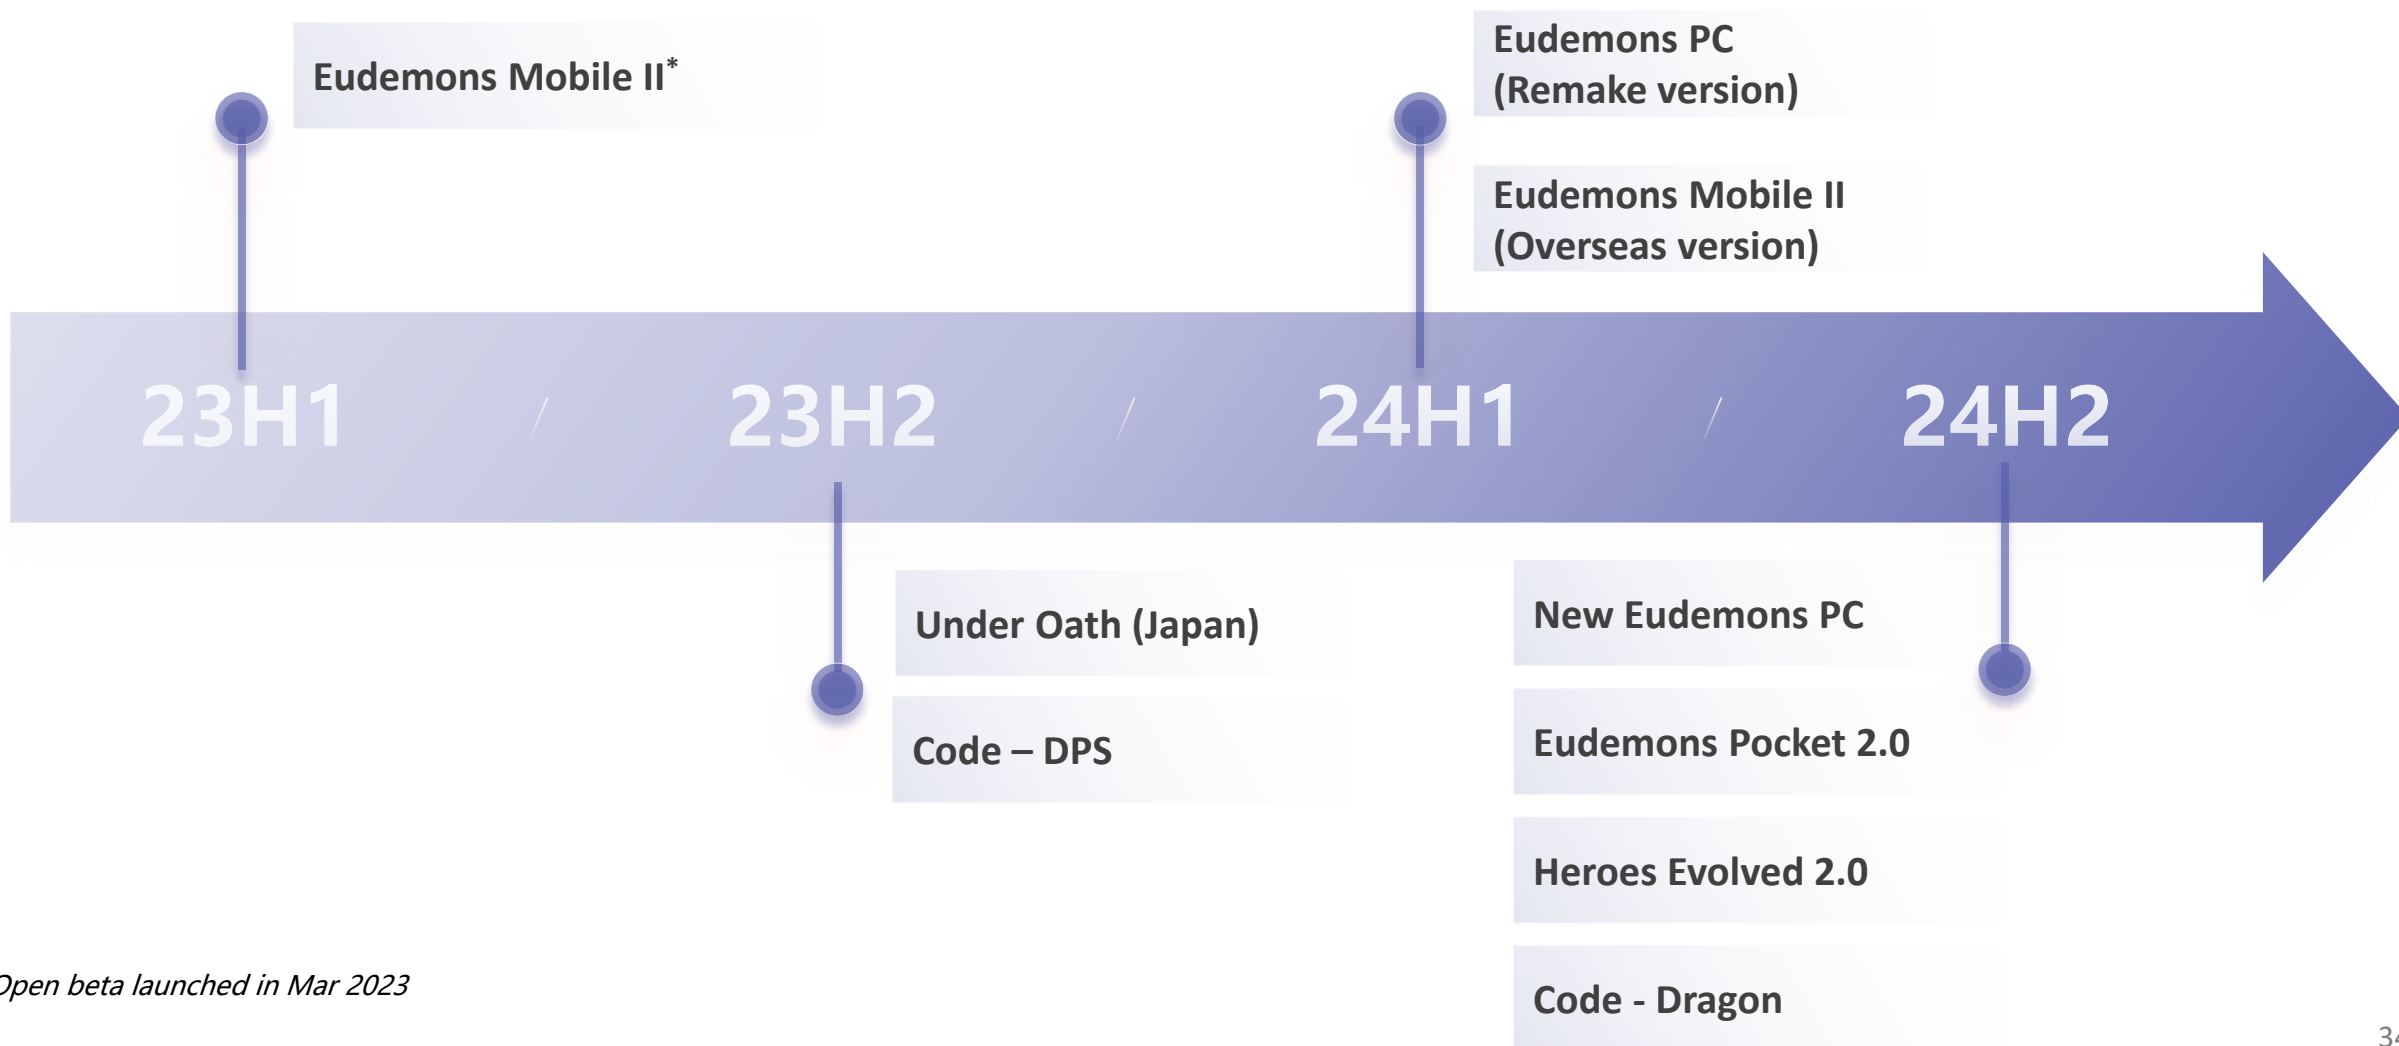 Eudemons Mobile II*
Eudemons PC
(Remake version)
Eudemons Mobile II
(Overseas version)
23H1 / 23H2 / 24H1 / 24H2
Under Oath (Japan)
Code – DPS
New Eudemons PC
Eudemons Pocket 2.0
Heroes Evolved 2.0
Code - Dragon
Open beta launched in Mar 2023
34